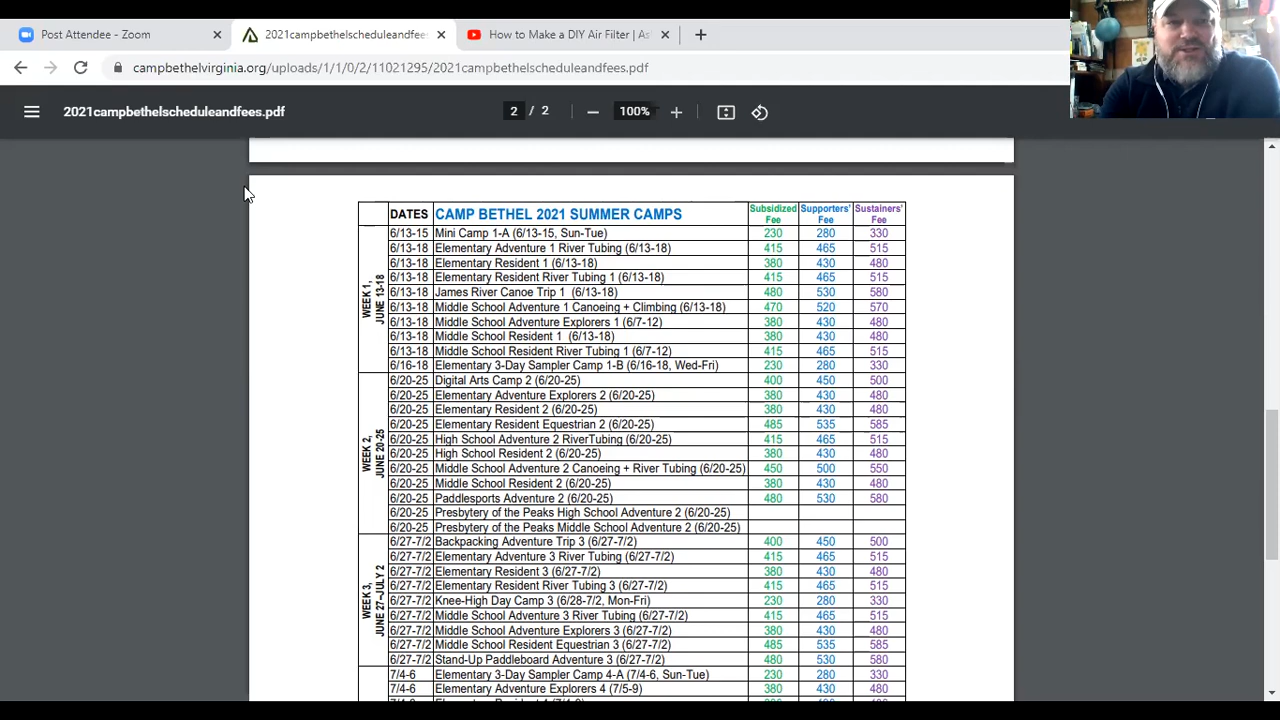 Post Attendee - Zoom
2021campbethelscheduleandfees
How to Make a DIY Air Filter | As
campbethelvirginia.org/uploads/1/1/0/2/11021295/2021campbethelscheduleandfees.pdf
2021campbethelscheduleandfees.pdf 2 / 2 100%
DATES CAMP BETHEL 2021 SUMMER CAMPS Subsidized Fee Supporters' Fee Sustainers' Fee
WEEK 1, JUNE 13-18
6/13-15 Mini Camp 1-A (6/13-15, Sun-Tue) 230 280 330
6/13-18 Elementary Adventure 1 River Tubing (6/13-18) 415 465 515
6/13-18 Elementary Resident 1 (6/13-18) 380 430 480
6/13-18 Elementary Resident River Tubing 1 (6/13-18) 415 465 515
6/13-18 James River Canoe Trip 1 (6/13-18) 480 530 580
6/13-18 Middle School Adventure 1 Canoeing + Climbing (6/13-18) 470 520 570
6/13-18 Middle School Adventure Explorers 1 (6/7-12) 380 430 480
6/13-18 Middle School Resident 1 (6/13-18) 380 430 480
6/13-18 Middle School Resident River Tubing 1 (6/7-12) 415 465 515
6/16-18 Elementary 3-Day Sampler Camp 1-B (6/16-18, Wed-Fri) 230 280 330
WEEK 2, JUNE 20-25
6/20-25 Digital Arts Camp 2 (6/20-25) 400 450 500
6/20-25 Elementary Adventure Explorers 2 (6/20-25) 380 430 480
6/20-25 Elementary Resident 2 (6/20-25) 380 430 480
6/20-25 Elementary Resident Equestrian 2 (6/20-25) 485 535 585
6/20-25 High School Adventure 2 RiverTubing (6/20-25) 415 465 515
6/20-25 High School Resident 2 (6/20-25) 380 430 480
6/20-25 Middle School Adventure 2 Canoeing + River Tubing (6/20-25) 450 500 550
6/20-25 Middle School Resident 2 (6/20-25) 380 430 480
6/20-25 Paddlesports Adventure 2 (6/20-25) 480 530 580
6/20-25 Presbytery of the Peaks High School Adventure 2 (6/20-25)
6/20-25 Presbytery of the Peaks Middle School Adventure 2 (6/20-25)
WEEK 3, JUNE 27–JULY 2
6/27-7/2 Backpacking Adventure Trip 3 (6/27-7/2) 400 450 500
6/27-7/2 Elementary Adventure 3 River Tubing (6/27-7/2) 415 465 515
6/27-7/2 Elementary Resident 3 (6/27-7/2) 380 430 480
6/27-7/2 Elementary Resident River Tubing 3 (6/27-7/2) 415 465 515
6/27-7/2 Knee-High Day Camp 3 (6/28-7/2, Mon-Fri) 230 280 330
6/27-7/2 Middle School Adventure 3 River Tubing (6/27-7/2) 415 465 515
6/27-7/2 Middle School Adventure Explorers 3 (6/27-7/2) 380 430 480
6/27-7/2 Middle School Resident Equestrian 3 (6/27-7/2) 485 535 585
6/27-7/2 Stand-Up Paddleboard Adventure 3 (6/27-7/2) 480 530 580
7/4-6 Elementary 3-Day Sampler Camp 4-A (7/4-6, Sun-Tue) 230 280 330
7/4-6 Elementary Adventure Explorers 4 (7/5-9) 380 430 480